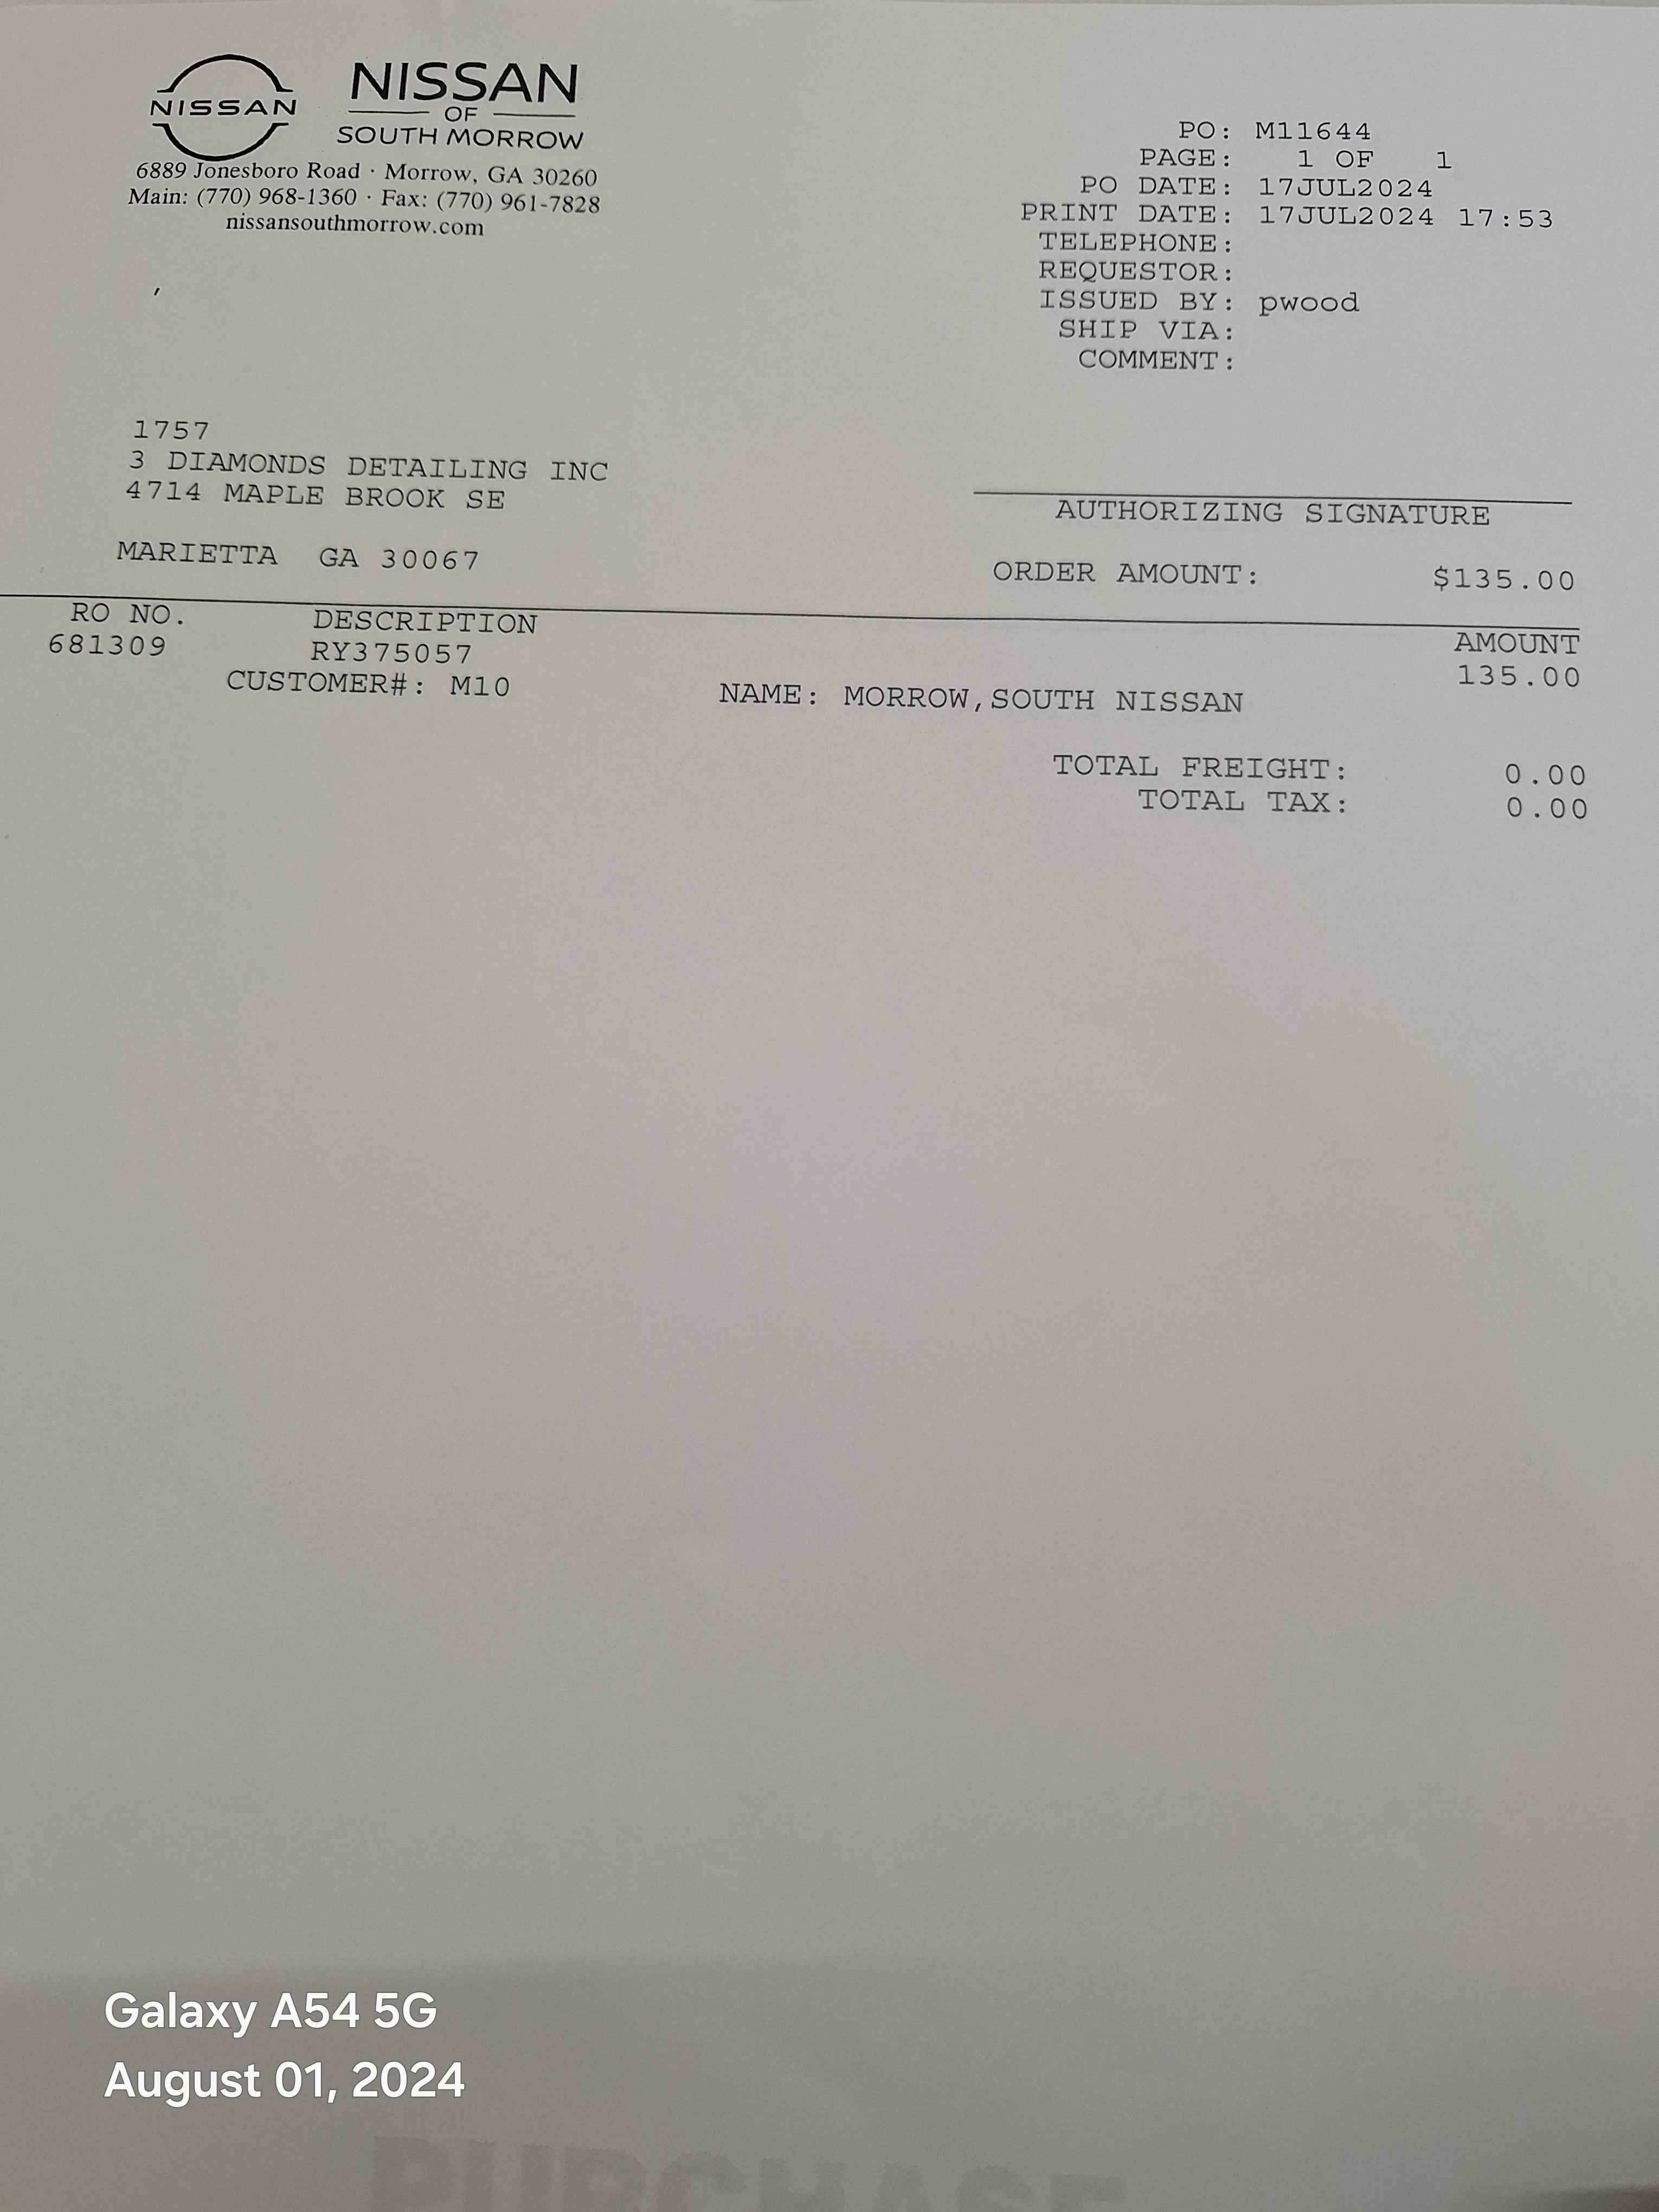 NISSAN
NISSAN
OF
SOUTH MORROW
6889 Jonesboro Road · Morrow, GA 30260
Main: (770) 968-1360 · Fax: (770) 961-7828
nissansouthmorrow.com
PO: M11644
PAGE: 1 OF 1
PO DATE: 17JUL2024
PRINT DATE: 17JUL2024 17:53
TELEPHONE:
REQUESTOR:
ISSUED BY: pwood
SHIP VIA:
COMMENT:
,
1757
3 DIAMONDS DETAILING INC
4714 MAPLE BROOK SE
MARIETTA GA 30067
AUTHORIZING SIGNATURE
ORDER AMOUNT: $135.00
RO NO. DESCRIPTION AMOUNT
681309 RY375057 135.00
CUSTOMER#: M10 NAME: MORROW,SOUTH NISSAN
TOTAL FREIGHT: 0.00
TOTAL TAX: 0.00
Galaxy A54 5G
August 01, 2024
PURCHASE